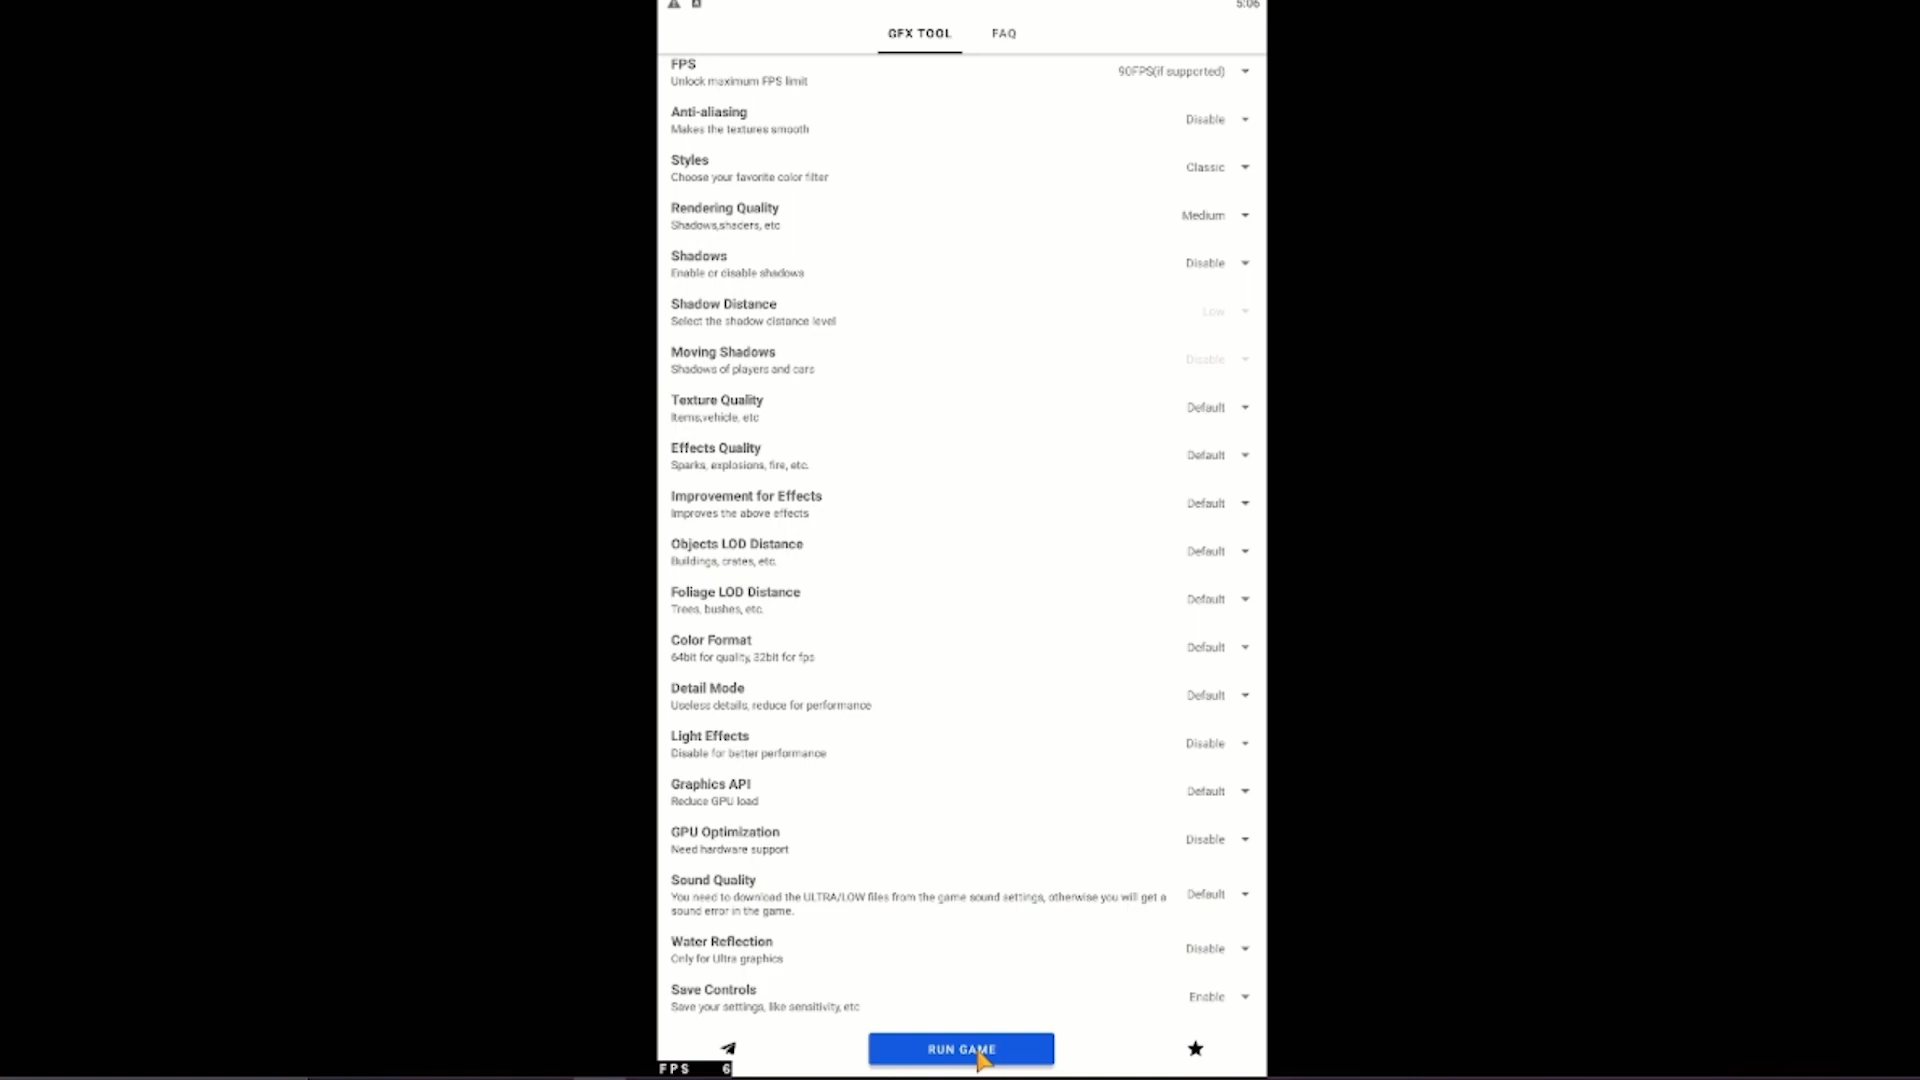 5:06
GFX TOOL FAQ
FPS
Unlock maximum FPS limit
90FPS(if supported)
Anti-aliasing
Makes the textures smooth
Disable
Styles
Choose your favorite color filter
Classic
Rendering Quality
Shadows,shaders, etc
Medium
Shadows
Enable or disable shadows
Disable
Shadow Distance
Select the shadow distance level
Low
Moving Shadows
Shadows of players and cars
Disable
Texture Quality
Items,vehicle, etc
Default
Effects Quality
Sparks, explosions, fire, etc.
Default
Improvement for Effects
Improves the above effects
Default
Objects LOD Distance
Buildings, crates, etc.
Default
Foliage LOD Distance
Trees, bushes, etc.
Default
Color Format
64bit for quality, 32bit for fps
Default
Detail Mode
Useless details, reduce for performance
Default
Light Effects
Disable for better performance
Disable
Graphics API
Reduce GPU load
Default
GPU Optimization
Need hardware support
Disable
Sound Quality
You need to download the ULTRA/LOW files from the game sound settings, otherwise you will get a
sound error in the game.
Default
Water Reflection
Only for Ultra graphics
Disable
Save Controls
Save your settings, like sensitivity, etc
Enable
RUN GAME
FPS 6